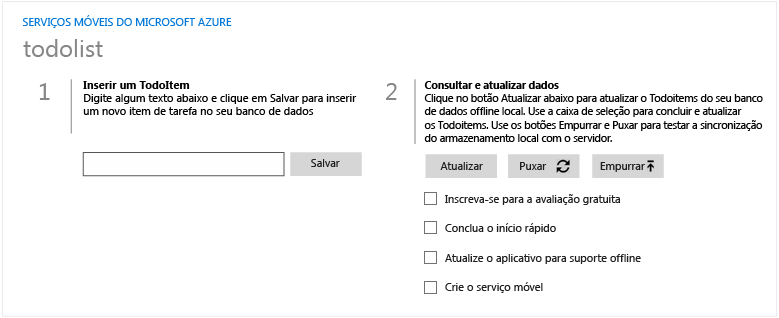 SERVIÇOS MÓVEIS DO MICROSOFT AZURE
todolist
1
Inserir um TodoItem
Digite algum texto abaixo e clique em Salvar para inserir
um novo item de tarefa no seu banco de dados
Salvar
2
Consultar e atualizar dados
Clique no botão Atualizar abaixo para atualizar o Todoitems do seu banco
de dados offline local. Use a caixa de seleção para concluir e atualizar
os Todoitems. Use os botões Empurrar e Puxar para testar a sincronização
do armazenamento local com o servidor.
Atualizar
Puxar
Empurrar
Inscreva-se para a avaliação gratuita
Conclua o início rápido
Atualize o aplicativo para suporte offline
Crie o serviço móvel